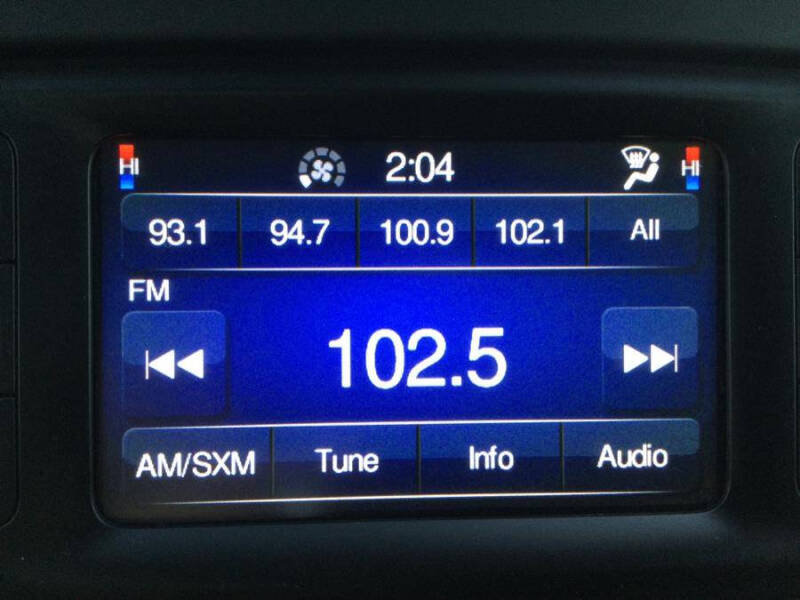 HI 2:04 HI
93.1 94.7 100.9 102.1 All
FM
102.5
AM/SXM Tune Info Audio